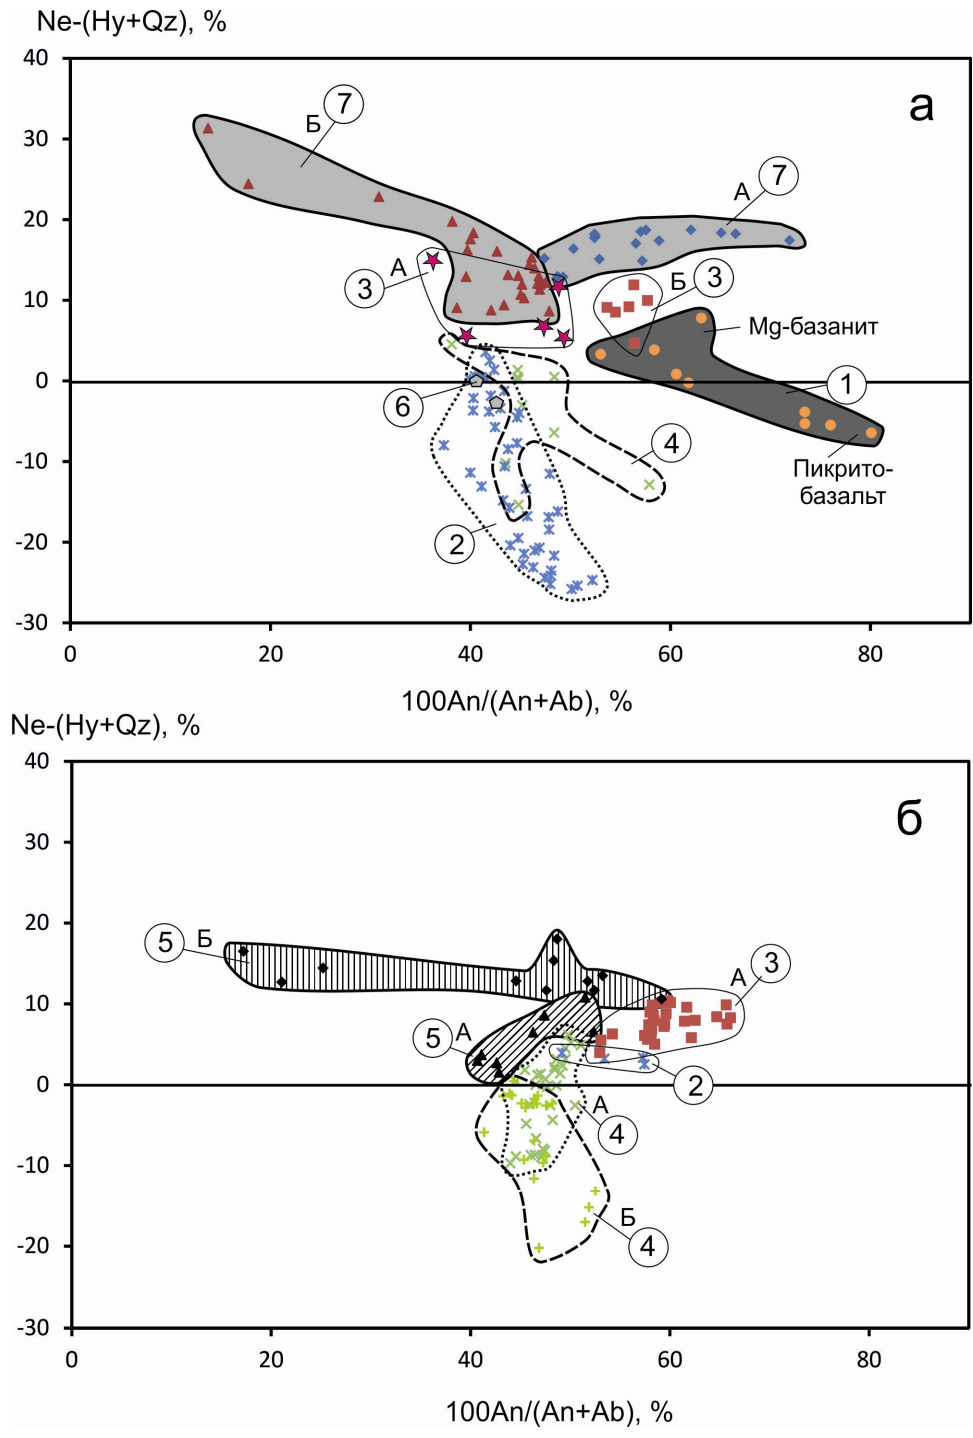 Ne-(Hy+Qz), %
40
30
20
10
0
-10
-20
-30
а
Б 7
А 7
А 3
Б 3
Mg-базанит
1
6
4
Пикрито-
базальт
2
0 20 40 60 80
100An/(An+Ab), %
Ne-(Hy+Qz), %
40
30
20
10
0
-10
-20
-30
б
5 Б
А 3
5 А
2
А 4
Б 4
0 20 40 60 80
100An/(An+Ab), %